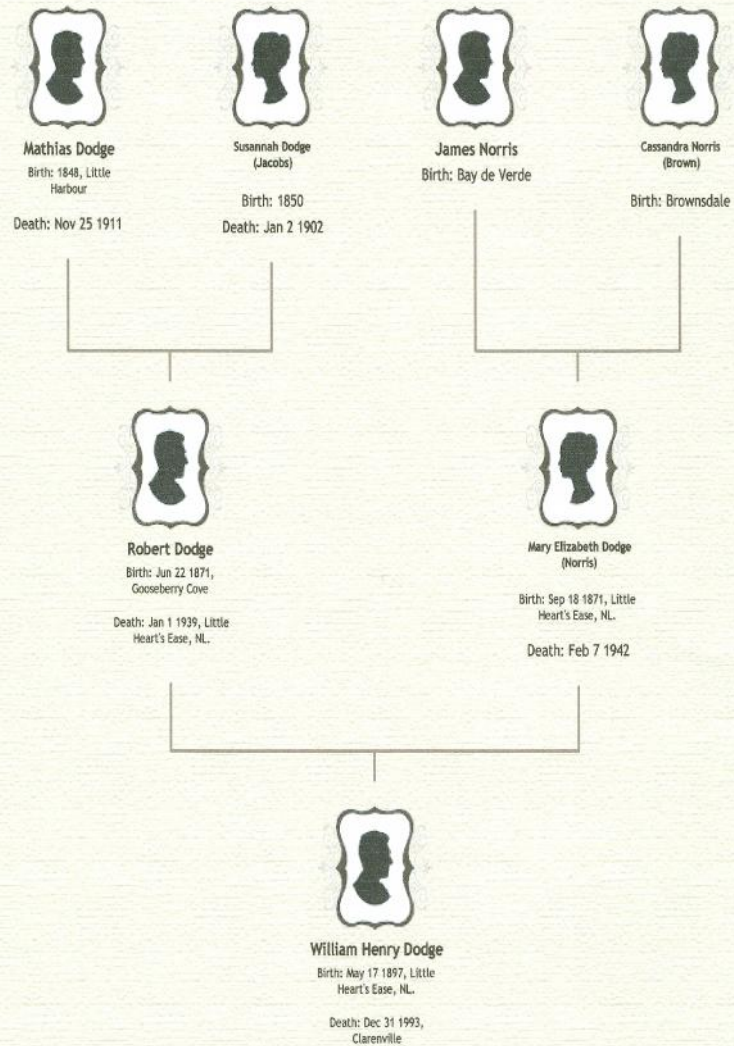 Mathias Dodge
Birth: 1848, Little
Harbour
Death: Nov 25 1911
Susannah Dodge
(Jacobs)
Birth: 1850
Death: Jan 2 1902
James Norris
Birth: Bay de Verde
Cassandra Norris
(Brown)
Birth: Brownsdale
Robert Dodge
Birth: Jun 22 1871,
Gooseberry Cove
Death: Jan 1 1939, Little
Heart's Ease, NL.
Mary Elizabeth Dodge
(Norris)
Birth: Sep 18 1871, Little
Heart's Ease, NL.
Death: Feb 7 1942
William Henry Dodge
Birth: May 17 1897, Little
Heart's Ease, NL.
Death: Dec 31 1993,
Clarenville